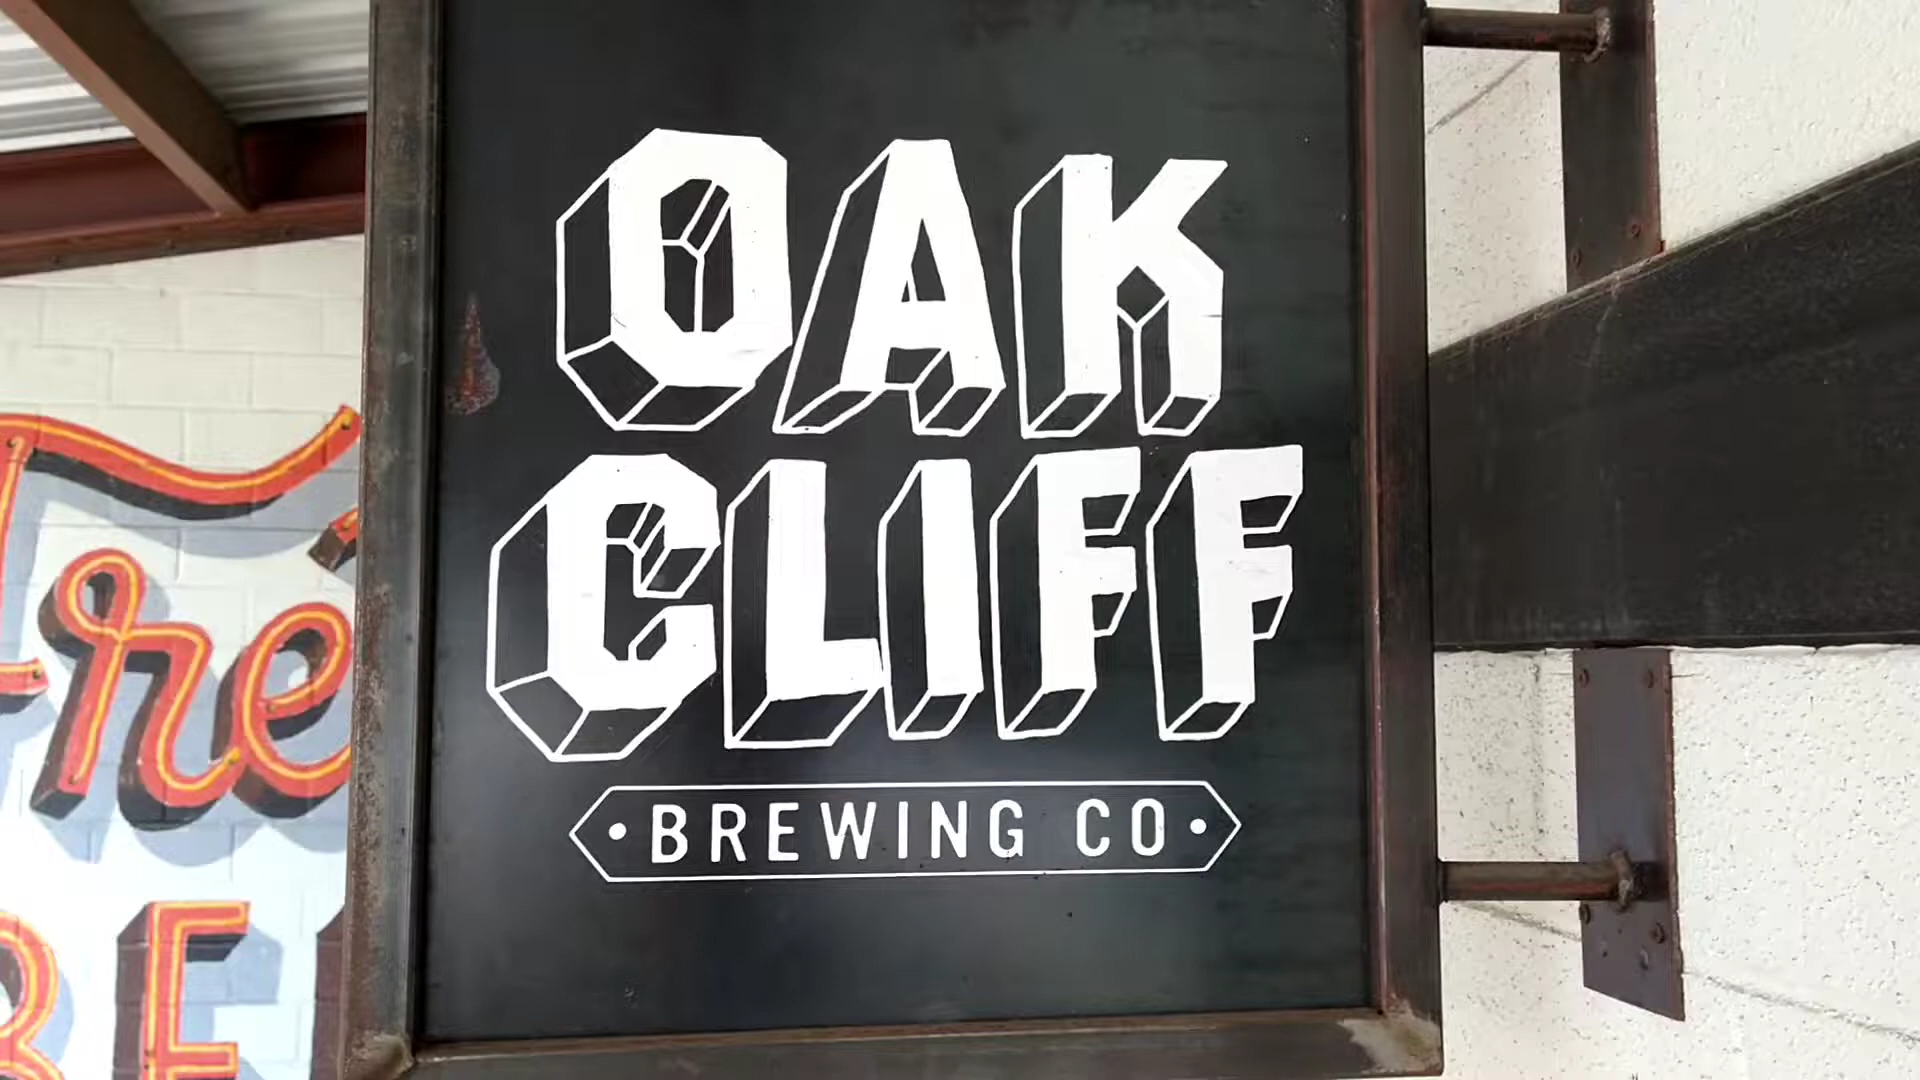 OAK
CLIFF
• BREWING CO •